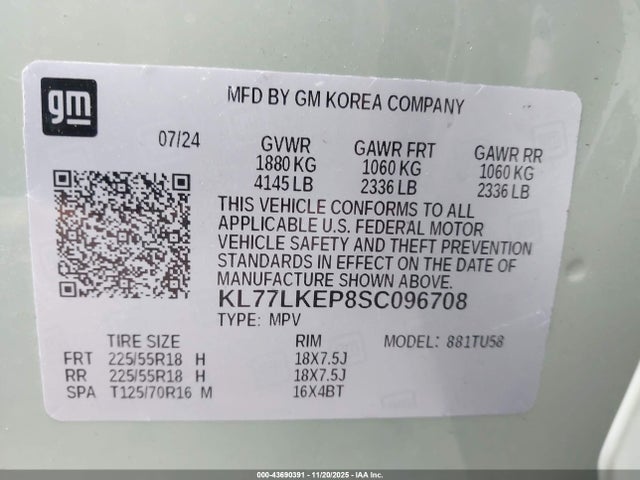 gm
MFD BY GM KOREA COMPANY
07/24
GVWR GAWR FRT GAWR RR
1880 KG 1060 KG 1060 KG
4145 LB 2336 LB 2336 LB
THIS VEHICLE CONFORMS TO ALL
APPLICABLE U.S. FEDERAL MOTOR
VEHICLE SAFETY AND THEFT PREVENTION
STANDARDS IN EFFECT ON THE DATE OF
MANUFACTURE SHOWN ABOVE.
KL77LKEP8SC096708
TYPE: MPV
TIRE SIZE RIM MODEL: 881TU58
FRT 225/55R18 H 18X7.5J
RR 225/55R18 H 18X7.5J
SPA T125/70R16 M 16X4BT
000-43690391 - 11/20/2025 - IAA Inc.